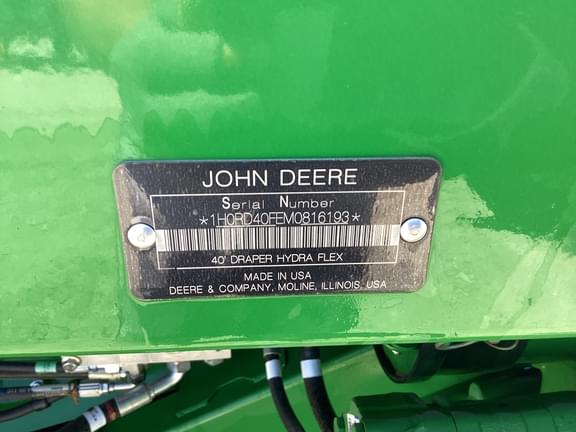 JOHN DEERE
Serial Number
*1H0RD40FEM0816193*
40' DRAPER HYDRA FLEX
MADE IN USA
DEERE & COMPANY, MOLINE, ILLINOIS, USA